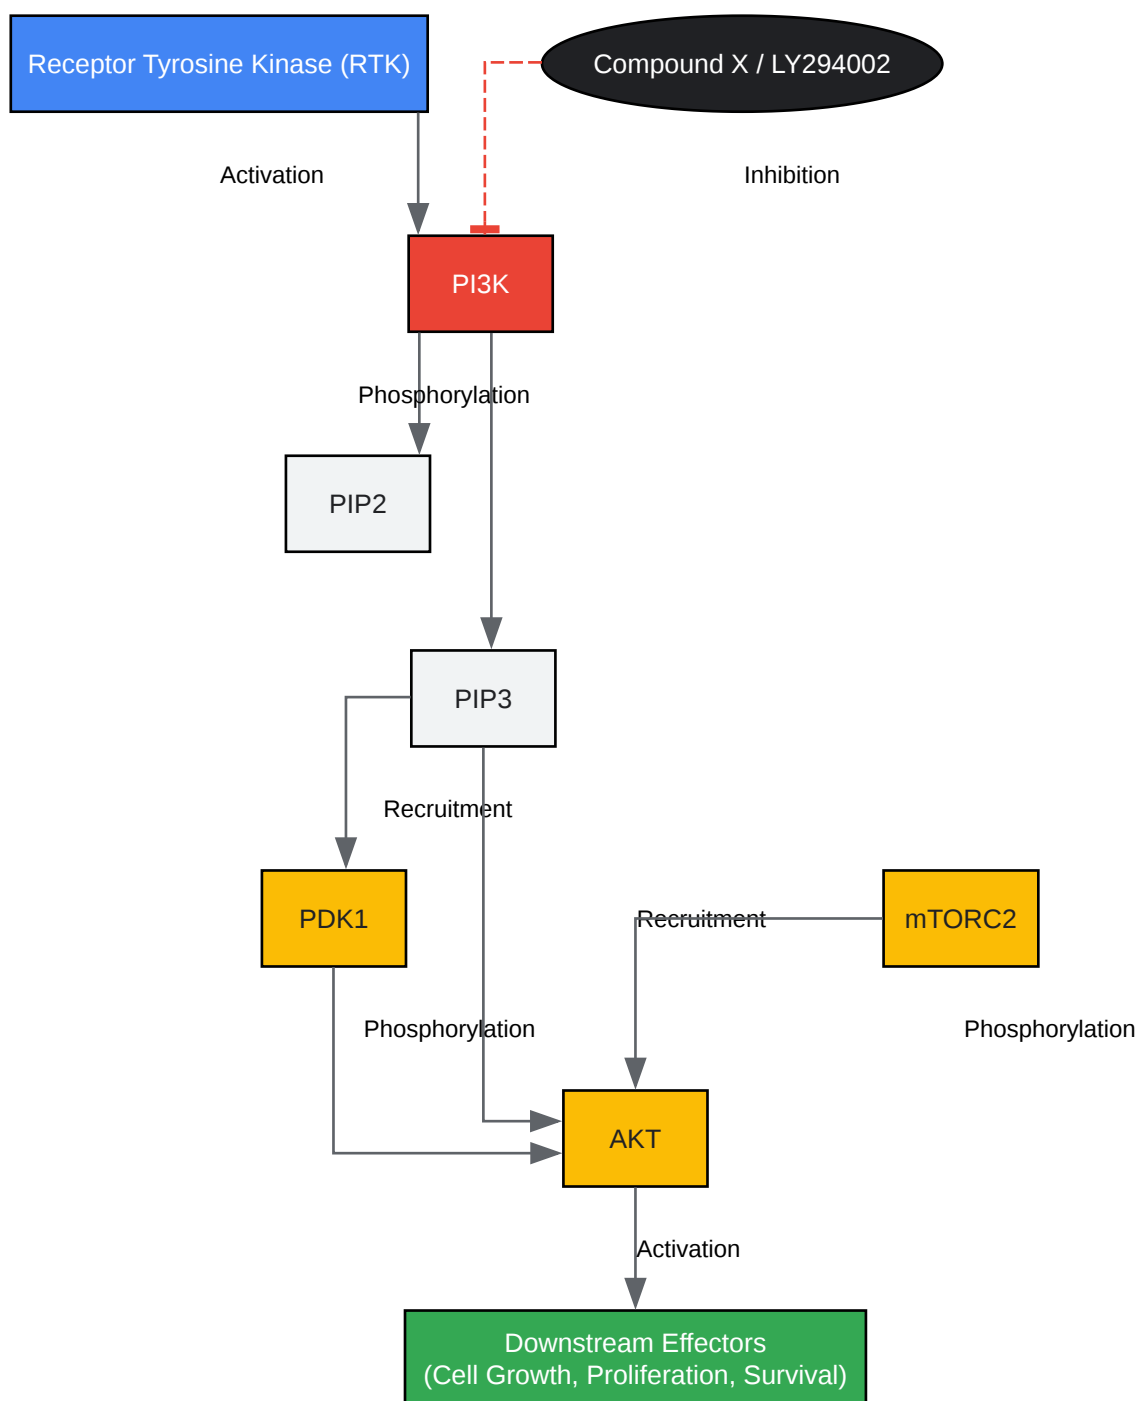 Receptor Tyrosine Kinase (RTK)
Compound X / LY294002
Activation
Inhibition
PI3K
Phosphorylation
PIP2
PIP3
Recruitment
PDK1
Recruitment
mTORC2
Phosphorylation
Phosphorylation
AKT
Activation
Downstream Effectors
(Cell Growth, Proliferation, Survival)